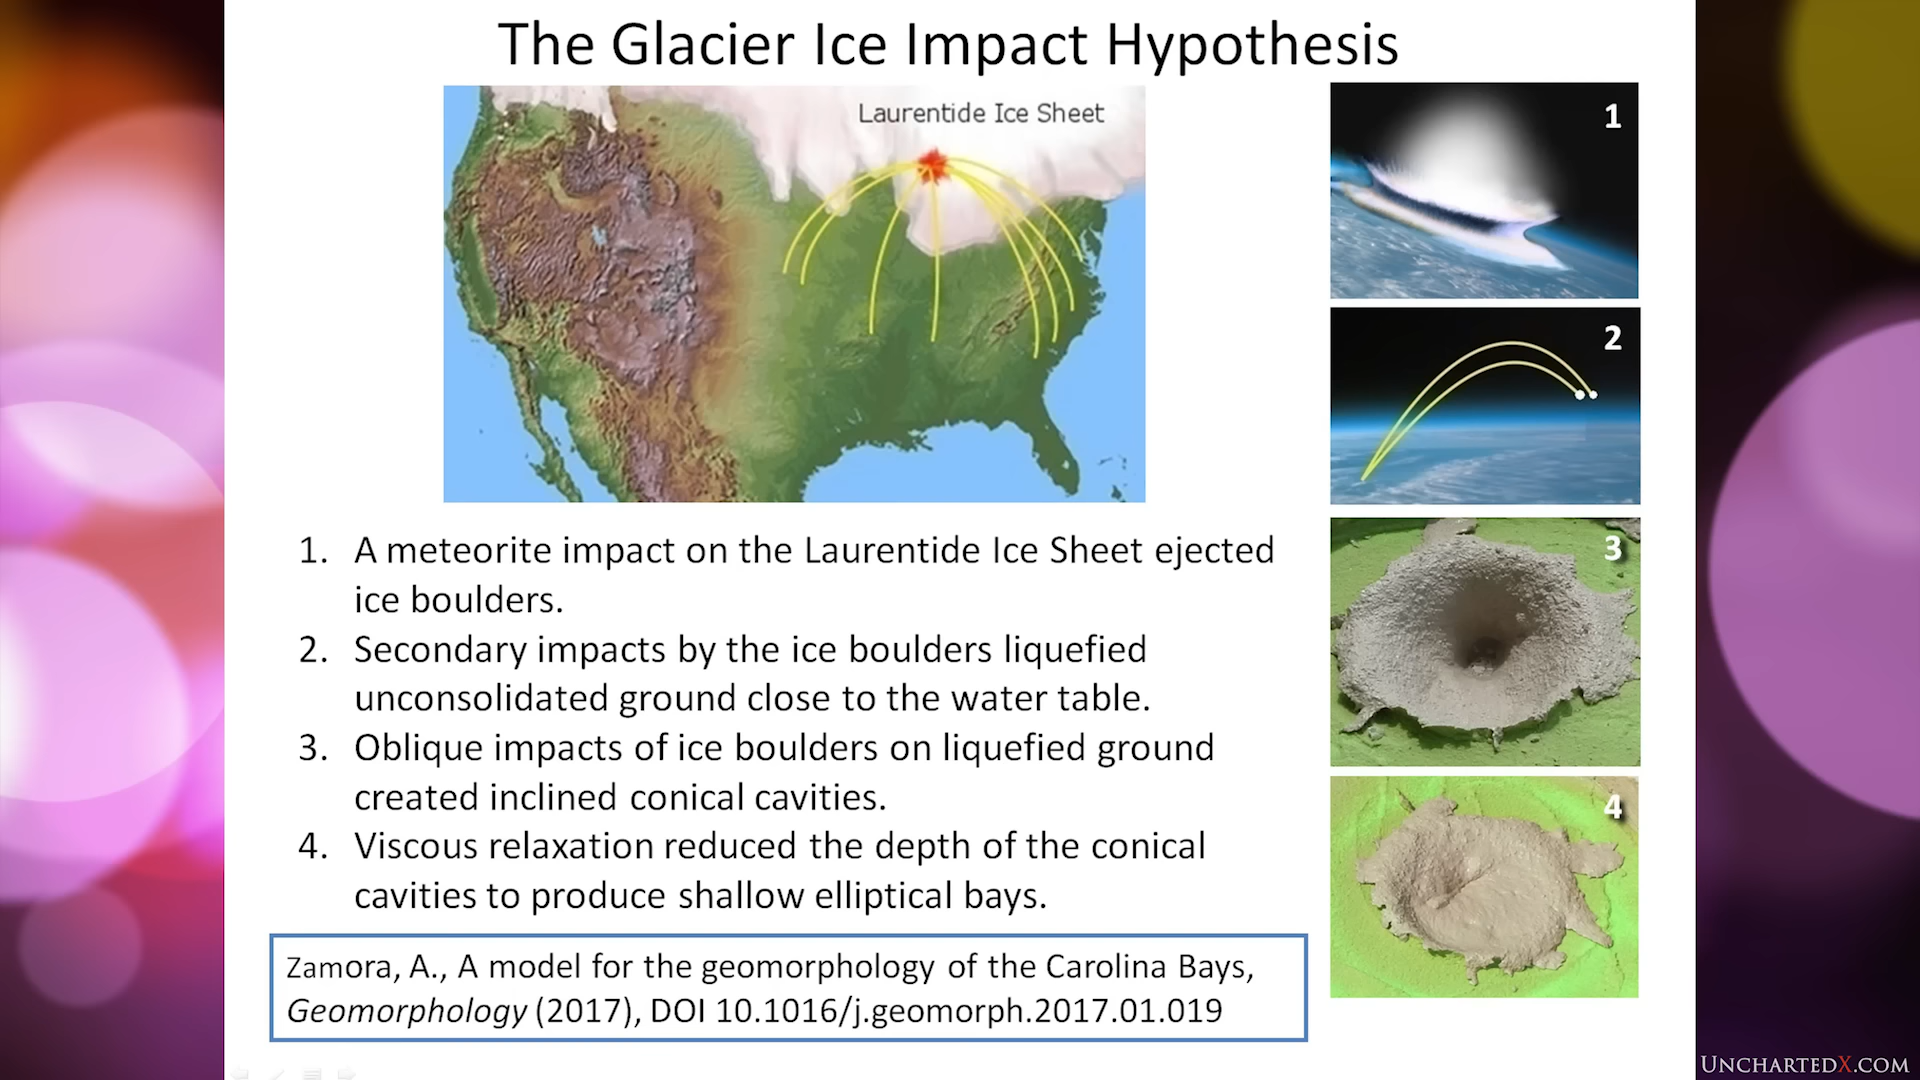 The Glacier Ice Impact Hypothesis
Laurentide Ice Sheet
1
2
3
4
1. A meteorite impact on the Laurentide Ice Sheet ejected
ice boulders.
2. Secondary impacts by the ice boulders liquefied
unconsolidated ground close to the water table.
3. Oblique impacts of ice boulders on liquefied ground
created inclined conical cavities.
4. Viscous relaxation reduced the depth of the conical
cavities to produce shallow elliptical bays.
Zamora, A., A model for the geomorphology of the Carolina Bays,
Geomorphology (2017), DOI 10.1016/j.geomorph.2017.01.019
UNCHARTEDX.COM